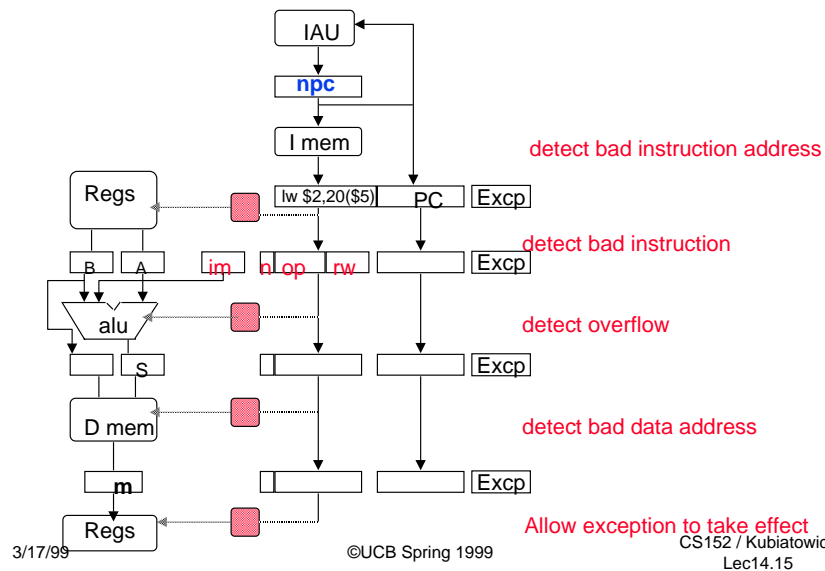 IAU
npc
I mem
detect bad instruction address
Regs
lw $2,20($5)
PC
Excp
detect bad instruction
B
A
im
n
op
rw
Excp
alu
detect overflow
S
Excp
D mem
detect bad data address
m
Excp
Regs
Allow exception to take effect
3/17/99
©UCB Spring 1999
CS152 / Kubiatowic
Lec14.15